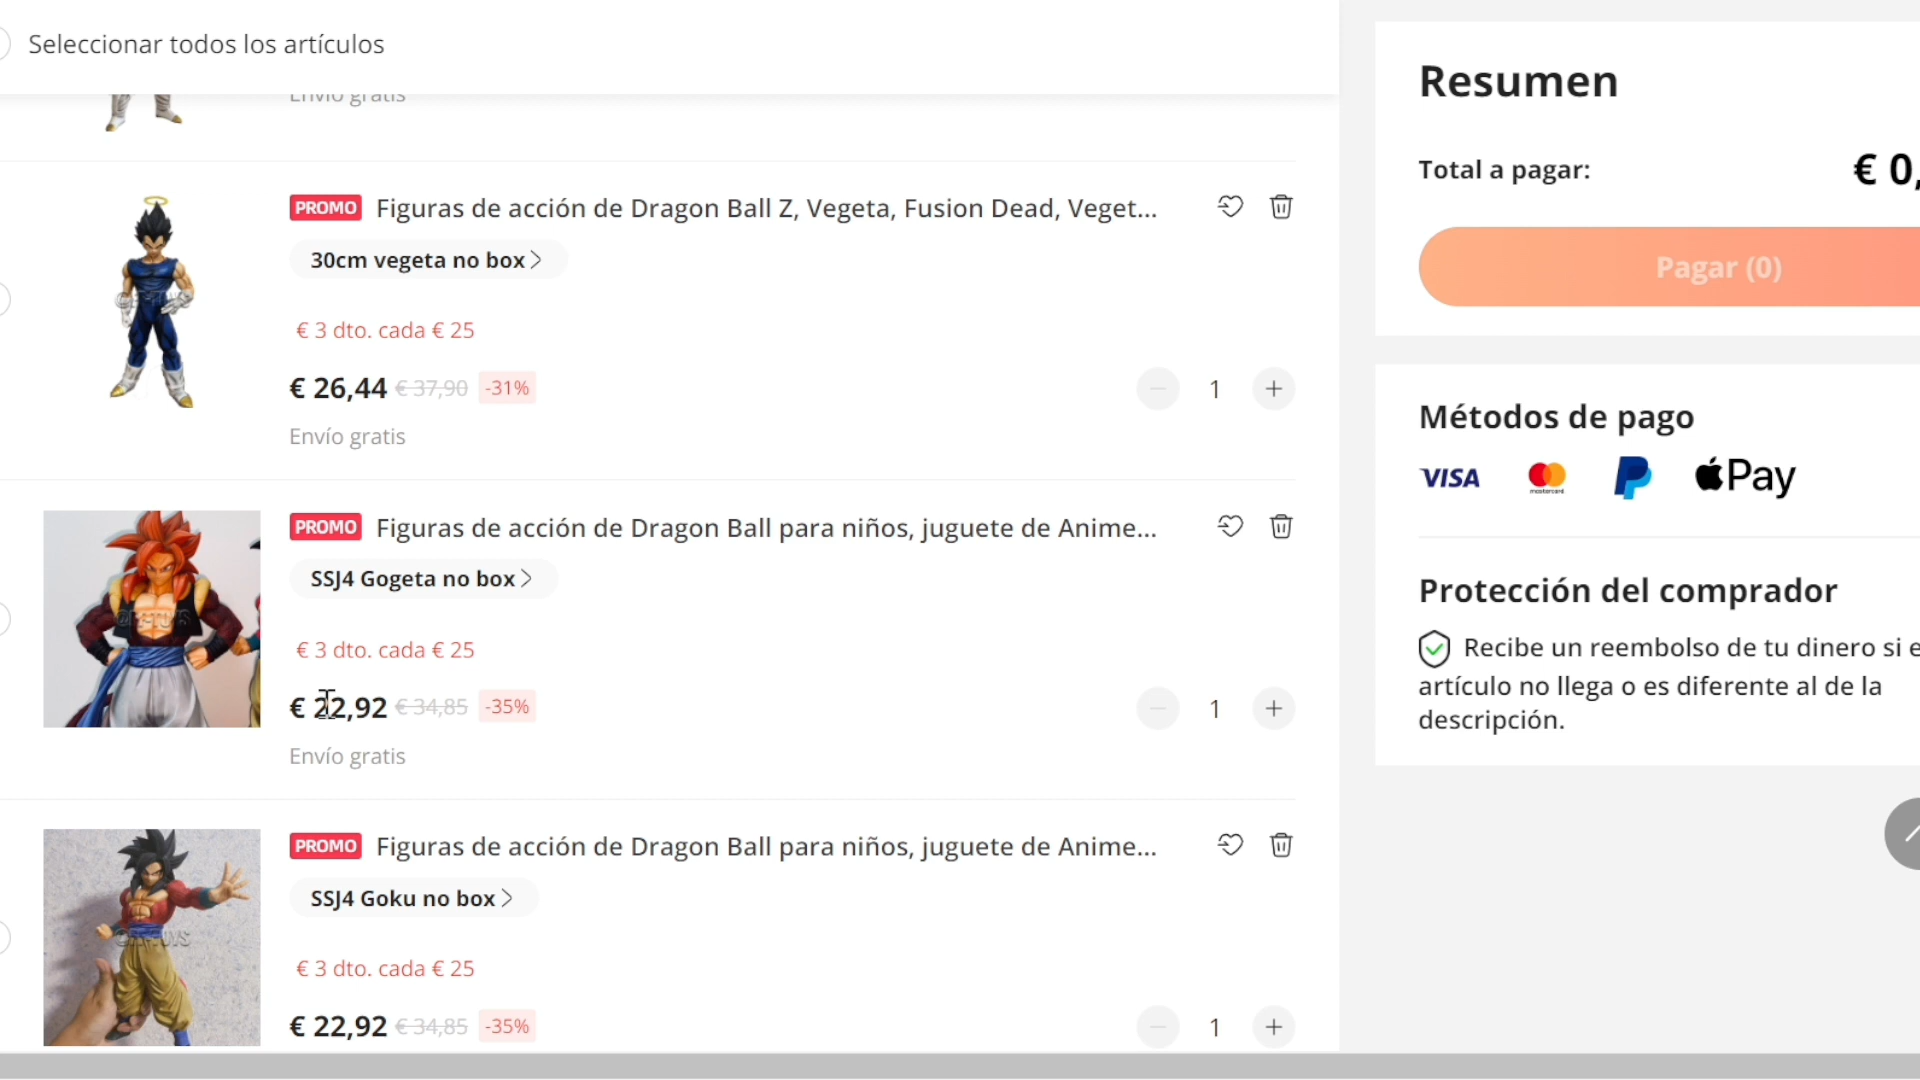 Seleccionar todos los artículos
Envío gratis
PROMO Figuras de acción de Dragon Ball Z, Vegeta, Fusion Dead, Veget...
30cm vegeta no box
€ 3 dto. cada € 25
€ 26,44 € 37,90 -31%
1
Envío gratis
PROMO Figuras de acción de Dragon Ball para niños, juguete de Anime...
SSJ4 Gogeta no box
€ 3 dto. cada € 25
€ 22,92 € 34,85 -35%
1
Envío gratis
PROMO Figuras de acción de Dragon Ball para niños, juguete de Anime...
SSJ4 Goku no box
€ 3 dto. cada € 25
€ 22,92 € 34,85 -35%
1
Resumen
Total a pagar: € 0,
Pagar (0)
Métodos de pago
VISA mastercard Pay
Protección del comprador
Recibe un reembolso de tu dinero si e
artículo no llega o es diferente al de la
descripción.